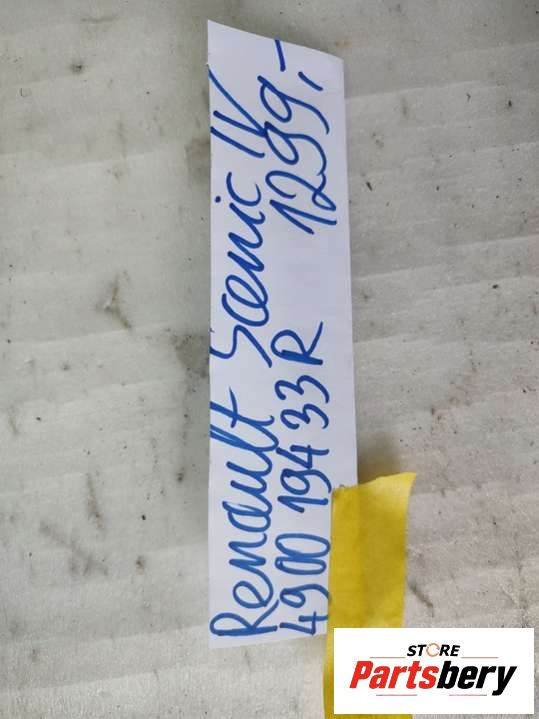 Renault Scenic IV
4900 19433R 1299,-
STORE
Partsbery